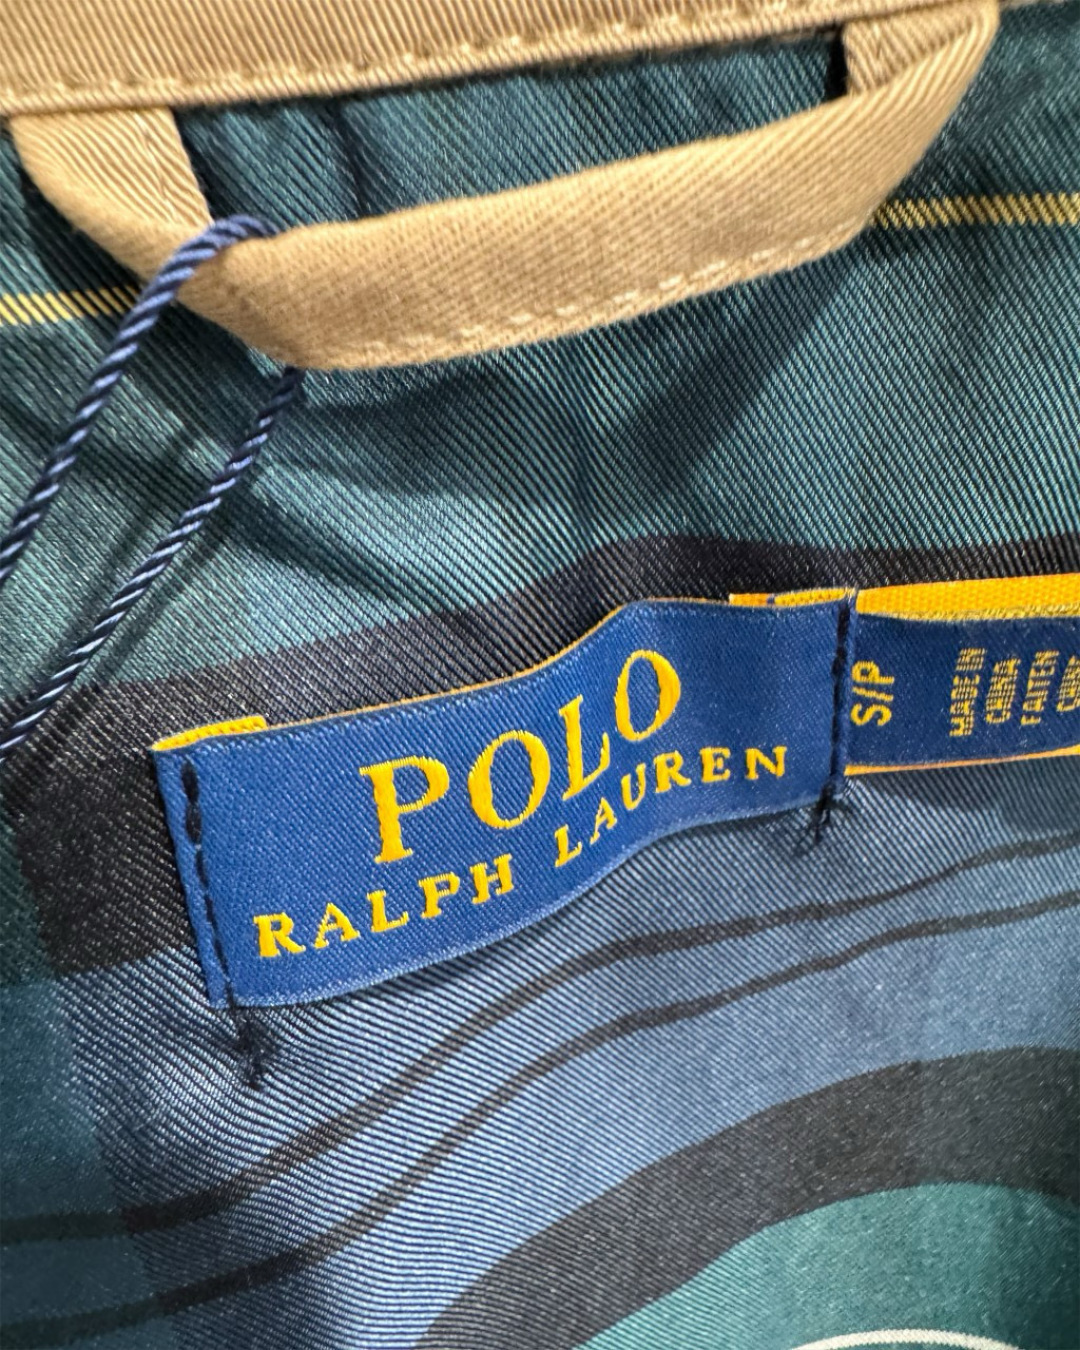 POLO
RALPH LAUREN
S/P
MADE IN
CHINA